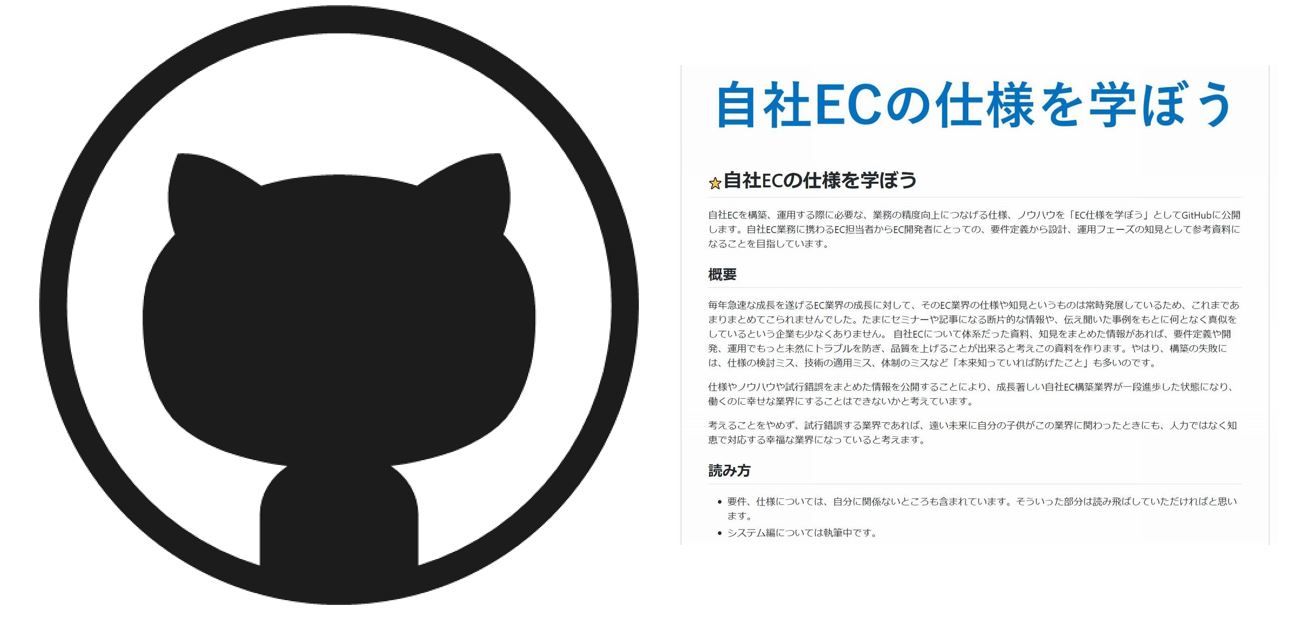 自社ECの仕様を学ぼう
⭐自社ECの仕様を学ぼう
自社ECを構築、運用する際に必要な、業務の精度向上につなげる仕様、ノウハウを「EC仕様を学ぼう」としてGitHubに公開
します。自社EC業務に携わるEC担当者からEC開発者にとっての、要件定義から設計、運用フェーズの知見として参考資料に
なることを目指しています。
概要
毎年急速な成長を遂げるEC業界の成長に対して、そのEC業界の仕様や知見というものは常時発展しているため、これまであ
まりまとめてこられませんでした。たまにセミナーや記事になる断片的な情報や、伝え聞いた事例をもとに何となく真似を
しているという企業も少なくありません。 自社ECについて体系だった資料、知見をまとめた情報があれば、要件定義や開
発、運用でもっと未然にトラブルを防ぎ、品質を上げることが出来ると考えこの資料を作ります。やはり、構築の失敗に
は、仕様の検討ミス、技術の適用ミス、体制のミスなど「本来知っていれば防げたこと」も多いのです。
仕様やノウハウや試行錯誤をまとめた情報を公開することにより、成長著しい自社EC構築業界が一段進歩した状態になり、
働くのに幸せな業界にすることはできないかと考えています。
考えることをやめず、試行錯誤する業界であれば、遠い未来に自分の子供がこの業界に関わったときにも、人力ではなく知
恵で対応する幸福な業界になっていると考えます。
読み方
• 要件、仕様については、自分に関係ないところも含まれています。そういった部分は読み飛ばしていただければと思い
ます。
• システム編については執筆中です。